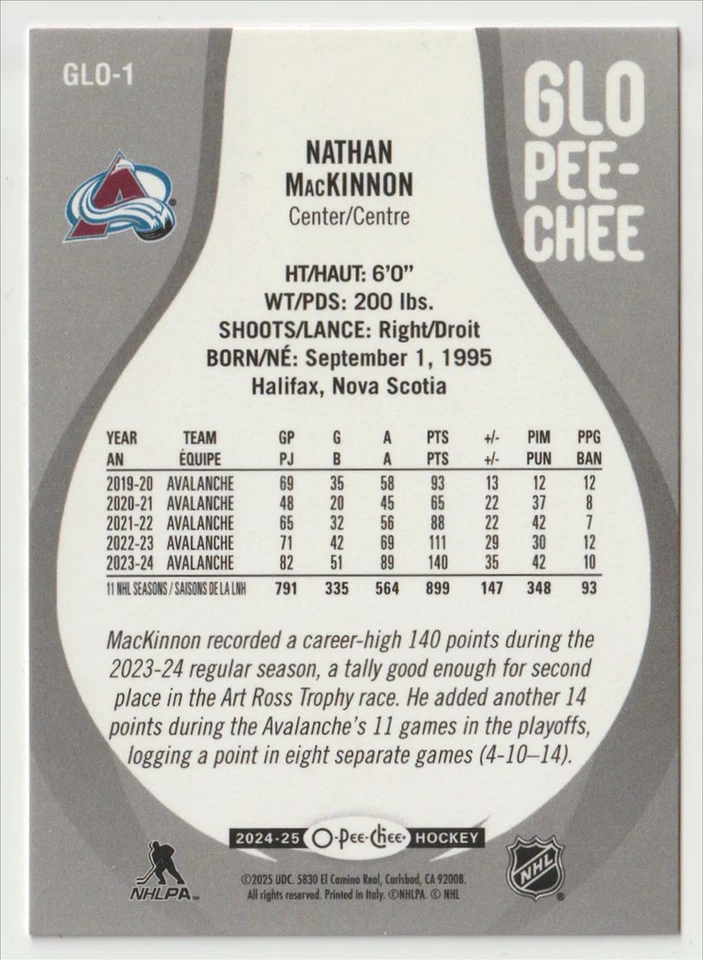 GLO-1
GLO
PEE-
CHEE
NATHAN
MacKINNON
Center/Centre
HT/HAUT: 6'0"
WT/PDS: 200 lbs.
SHOOTS/LANCE: Right/Droit
BORN/NÉ: September 1, 1995
Halifax, Nova Scotia
YEAR TEAM GP G A PTS +/- PIM PPG
AN ÉQUIPE PJ B A PTS +/- PUN BAN
2019-20 AVALANCHE 69 35 58 93 13 12 12
2020-21 AVALANCHE 48 20 45 65 22 37 8
2021-22 AVALANCHE 65 32 56 88 22 42 7
2022-23 AVALANCHE 71 42 69 111 29 30 12
2023-24 AVALANCHE 82 51 89 140 35 42 10
11 NHL SEASONS / SAISONS DE LA LNH 791 335 564 899 147 348 93
MacKinnon recorded a career-high 140 points during the
2023-24 regular season, a tally good enough for second
place in the Art Ross Trophy race. He added another 14
points during the Avalanche's 11 games in the playoffs,
logging a point in eight separate games (4-10–14).
2024-25 O-Pee-Chee HOCKEY
NHLPA™
©2025 UDC. 5830 El Camino Real, Carlsbad, CA 92008.
All rights reserved. Printed in Italy. ©NHLPA. © NHL
NHL®